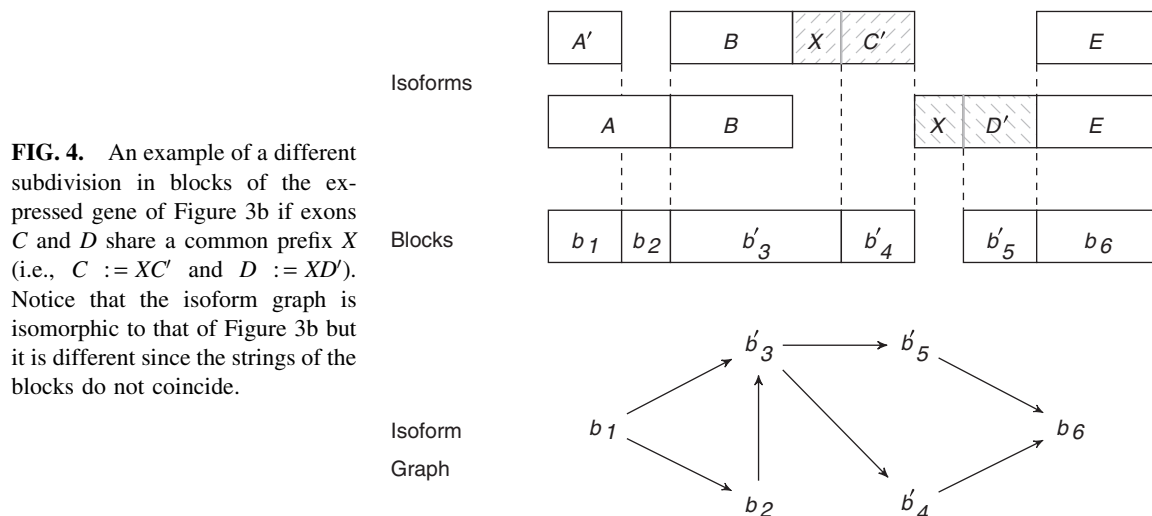 FIG. 4. An example of a different
subdivision in blocks of the ex-
pressed gene of Figure 3b if exons
C and D share a common prefix X
(i.e., C := XC′ and D := XD′).
Notice that the isoform graph is
isomorphic to that of Figure 3b but
it is different since the strings of the
blocks do not coincide.
A′ B X C′ E
Isoforms
A B X D′ E
Blocks b1 b2 b′3 b′4 b′5 b6
b′3 b′5
Isoform b1 b6
Graph
b2 b′4